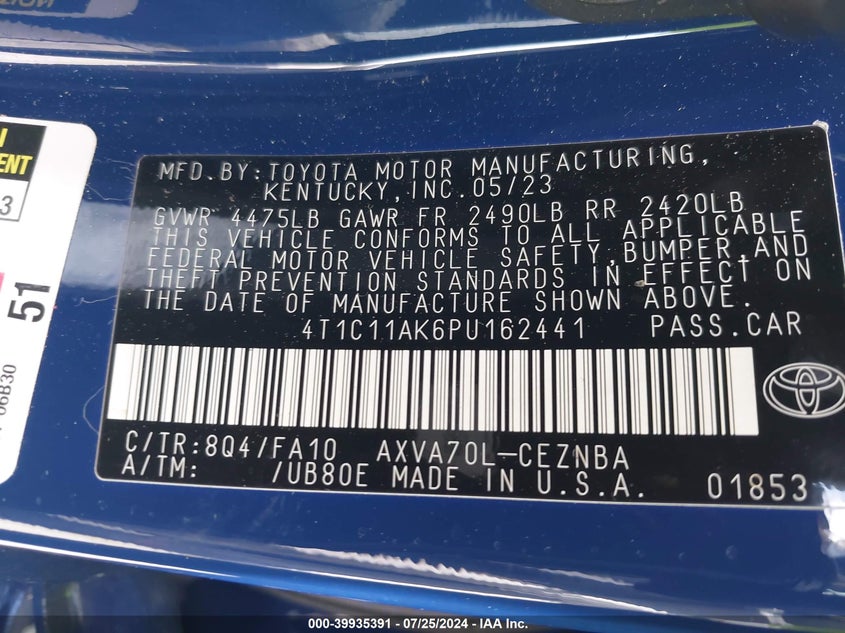 MFD.BY:TOYOTA MOTOR MANUFACTURING,
KENTUCKY,INC.05/23
GVWR 4475LB GAWR FR 2490LB RR 2420LB
THIS VEHICLE CONFORMS TO ALL APPLICABLE
FEDERAL MOTOR VEHICLE SAFETY,BUMPER,AND
THEFT PREVENTION STANDARDS IN EFFECT ON
THE DATE OF MANUFACTURE SHOWN ABOVE.
4T1C11AK6PU162441 PASS.CAR
C/TR:8Q4/FA10 AXVA70L-CEZNBA
A/TM: /UB80E MADE IN U.S.A. 01853
3
51
06B30
000-39935391 - 07/25/2024 - IAA Inc.